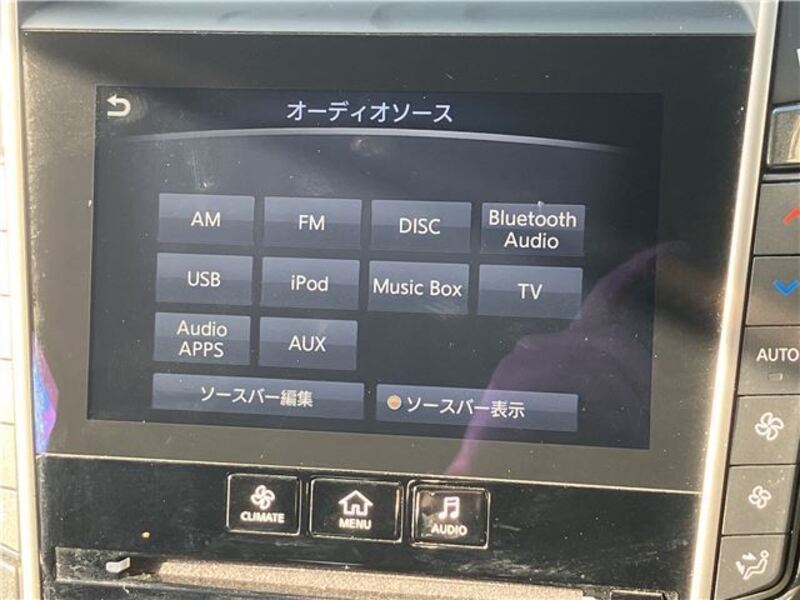 オーディオソース
AM
FM
DISC
Bluetooth
Audio
USB
iPod
Music Box
TV
Audio
APPS
AUX
ソースバー編集
ソースバー表示
AUTO
CLIMATE
MENU
AUDIO